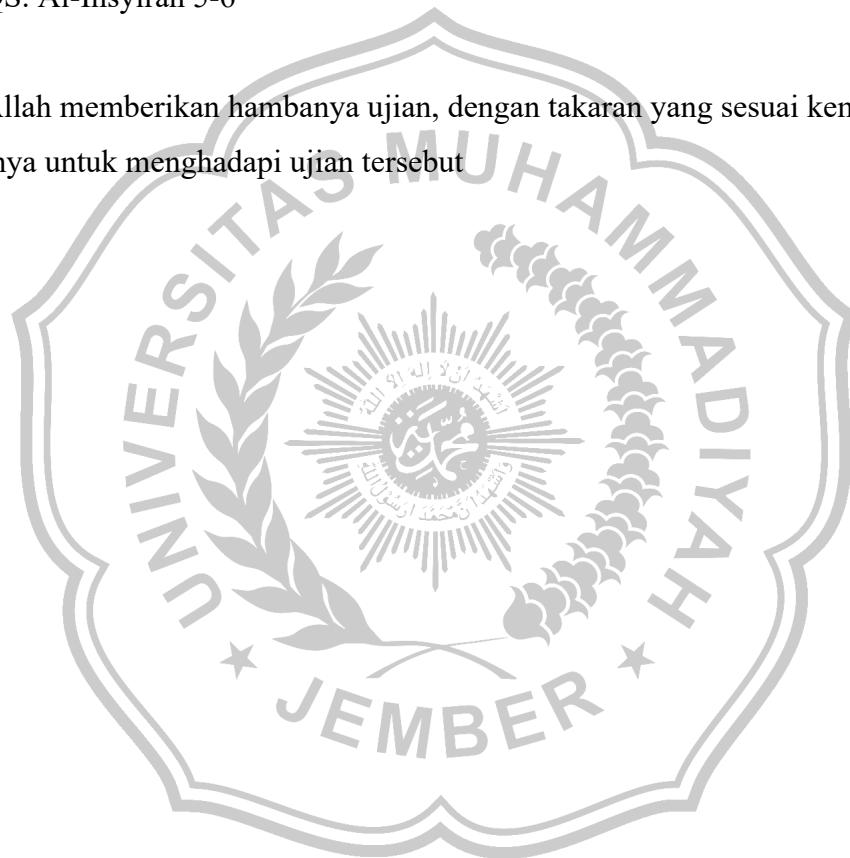 QS. Al-Insyirah 5-6
Allah memberikan hambanya ujian, dengan takaran yang sesuai
nya untuk menghadapi ujian tersebut
UNIVERSITAS MUHAMMADIYAH
JEMBER